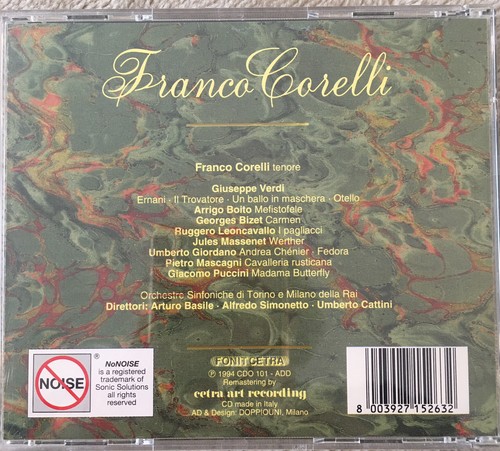 Franco Corelli
Franco Corelli tenore
Giuseppe Verdi
Ernani · Il Trovatore · Un ballo in maschera · Otello
Arrigo Boito Mefistofele
Georges Bizet Carmen
Ruggero Leoncavallo I pagliacci
Jules Massenet Werther
Umberto Giordano Andrea Chénier · Fedora
Pietro Mascagni Cavalleria rusticana
Giacomo Puccini Madama Butterfly
Orchestre Sinfoniche di Torino e Milano della Rai
Direttori: Arturo Basile · Alfredo Simonetto · Umberto Cattini
NOISE
®
NoNOISE
is a registered
trademark of
Sonic Solutions
all rights
reserved
FONIT CETRA
℗ 1994 CDO 101 - ADD
Remastering by
cetra art recording
CD made in Italy
AD & Design: DOPPIOUNI, Milano
8 003927 152632